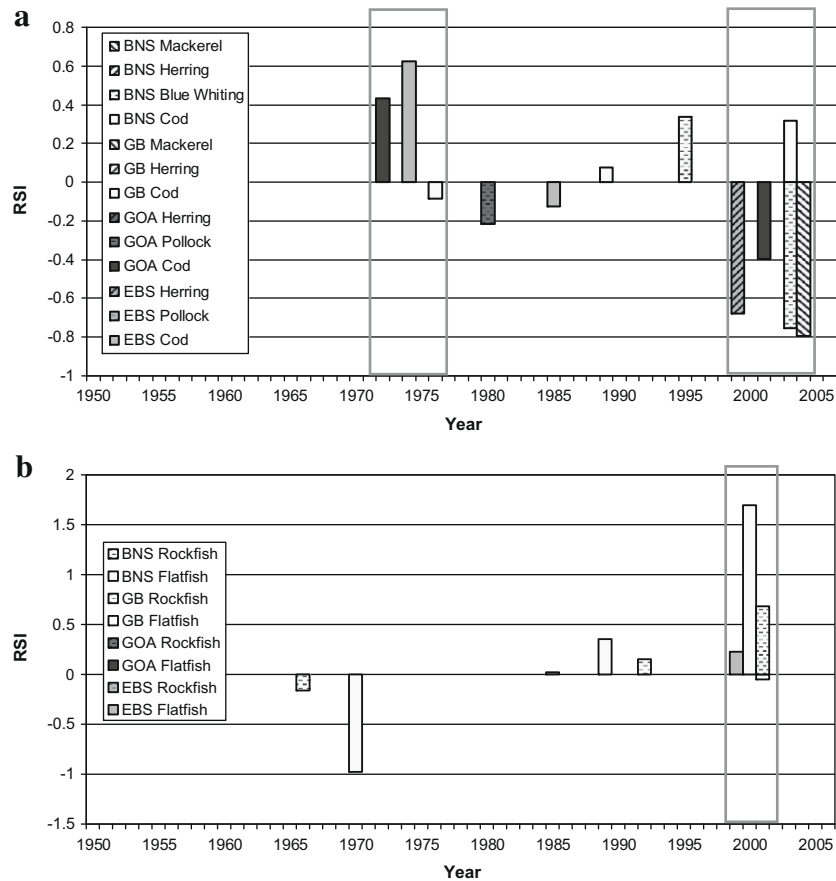 a
0.8
0.6
0.4
0.2
0
-0.2
-0.4
-0.6
-0.8
-1
RSI
BNS Mackerel
BNS Herring
BNS Blue Whiting
BNS Cod
GB Mackerel
GB Herring
GB Cod
GOA Herring
GOA Pollock
GOA Cod
EBS Herring
EBS Pollock
EBS Cod
1950 1955 1960 1965 1970 1975 1980 1985 1990 1995 2000 2005
Year
b
2
1.5
1
0.5
0
-0.5
-1
-1.5
RSI
BNS Rockfish
BNS Flatfish
GB Rockfish
GB Flatfish
GOA Rockfish
GOA Flatfish
EBS Rockfish
EBS Flatfish
1950 1955 1960 1965 1970 1975 1980 1985 1990 1995 2000 2005
Year